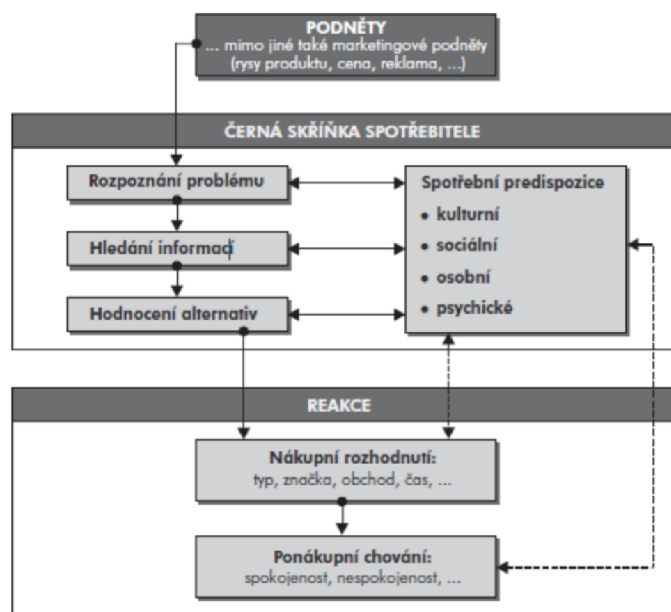 PODNĚTY
... mimo jiné také marketingové podněty
(rysy produktu, cena, reklama, ...)
ČERNÁ SKŘÍŇKA SPOTŘEBITELE
Rozpoznání problému
Hledání informací
Hodnocení alternativ
Spotřební predispozice
• kulturní
• sociální
• osobní
• psychické
REAKCE
Nákupní rozhodnutí:
typ, značka, obchod, čas, ...
Ponákupní chování:
spokojenost, nespokojenost, ...